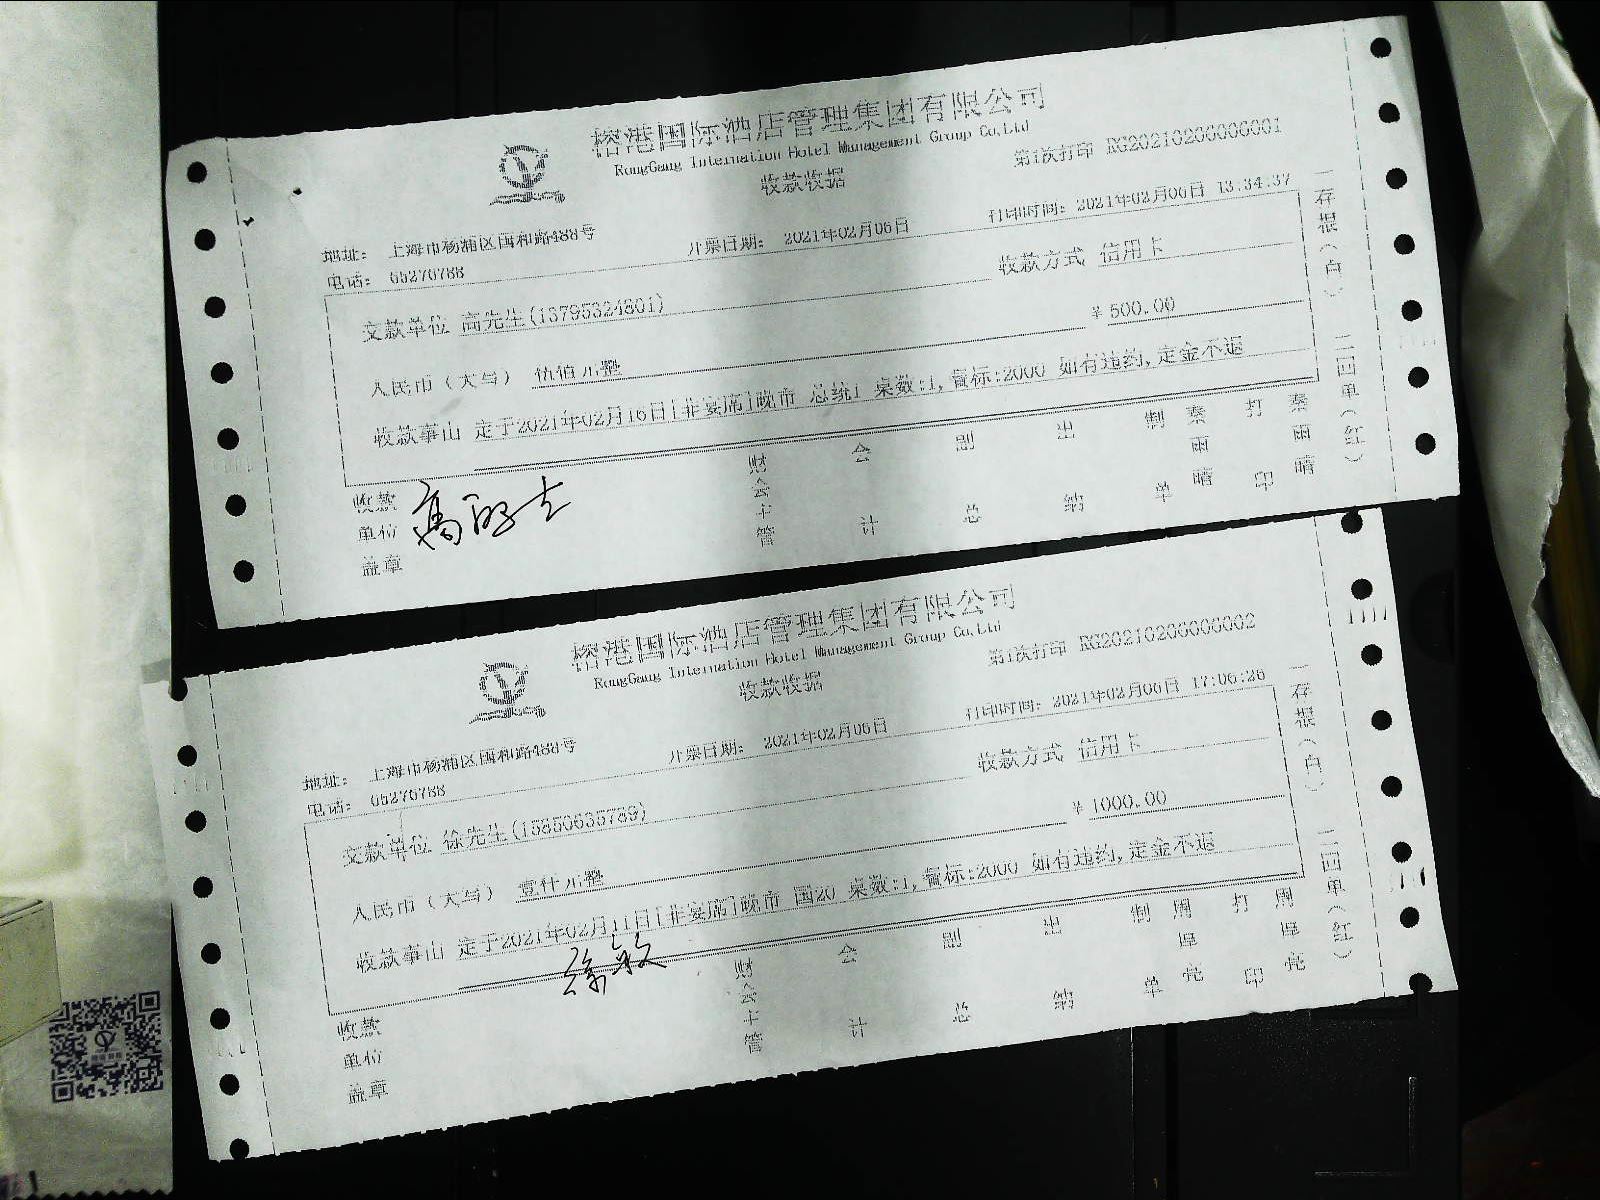 榕港国际酒店管理集团有限公司
RongGang Internation Hotel Management Group Co,Ltd
收款收据
第1次打印 RG20210206006001
地址： 上海市杨浦区国和路488号
开票日期： 2021年02月06日
打印时间：2021年02月06日 13:34:37
电话： 65276788
收款方式 信用卡
交款单位 高先生(13795324801)
￥500.00
人民币（大写） 伍佰元整
收款事由 定于2021年02月16日[非宴席]晚市 总统1 桌数:1,餐标:2000 如有违约,定金不退
收款单位盖章
财会主管
会计
副总
出纳
制单 秦雨晴
打印 秦雨晴
一存根(白) 二四单(红)
榕港国际酒店管理集团有限公司
RongGang Internation Hotel Management Group Co,Ltd
收款收据
第1次打印 RG20210206006002
地址： 上海市杨浦区国和路488号
开票日期： 2021年02月06日
打印时间：2021年02月06日 17:06:26
电话： 65276788
收款方式 信用卡
交款单位 徐先生(15850635789)
￥1000.00
人民币（大写） 壹仟元整
收款事由 定于2021年02月11日[非宴席]晚市 国20 桌数:1,餐标:2000 如有违约,定金不退
徐敏
收款单位盖章
财会主管
会计
副总
出纳
制单 周厚亮
打印 周厚亮
一存根(白) 二四单(红)